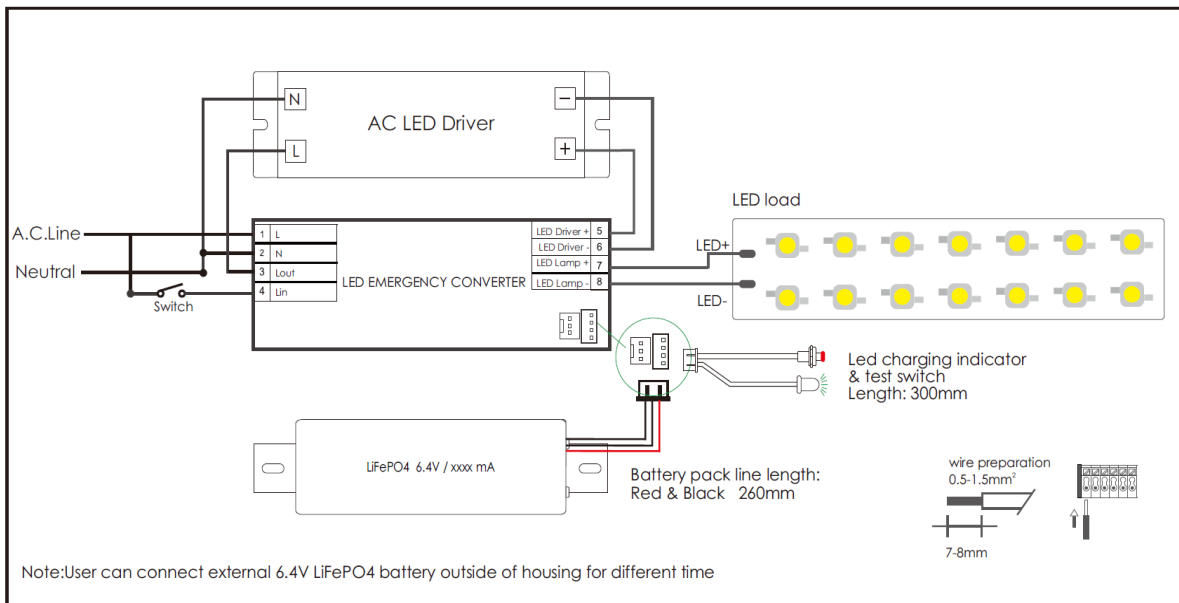 N
AC LED Driver
L
−
+
A.C.Line
Neutral
Switch
1 L
2 N
3 Lout
4 Lin
LED EMERGENCY CONVERTER
LED Driver + 5
LED Driver - 6
LED Lamp + 7
LED Lamp - 8
LED load
LED+
LED-
Led charging indicator
& test switch
Length: 300mm
LiFePO4 6.4V / xxxx mA
Battery pack line length:
Red & Black 260mm
wire preparation
0.5-1.5mm²
7-8mm
Note:User can connect external 6.4V LiFePO4 battery outside of housing for different time